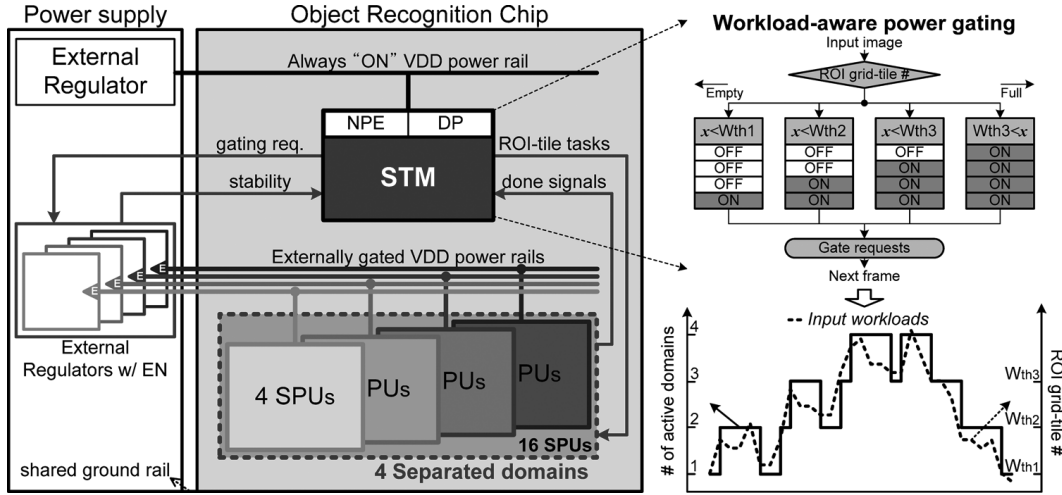 Power supply
Object Recognition Chip
External
Regulator
Always “ON” VDD power rail
NPE
DP
gating req.
ROI-tile tasks
STM
stability
done signals
Externally gated VDD power rails
E
E
E
E
External
Regulators w/ EN
4 SPUs
PUs
PUs
PUs
16 SPUs
4 Separated domains
shared ground rail
Workload-aware power gating
Input image
ROI grid-tile #
Empty
Full
x<Wth1
x<Wth2
x<Wth3
Wth3<x
OFF
OFF
OFF
ON
OFF
OFF
ON
ON
OFF
ON
ON
ON
ON
ON
ON
ON
Gate requests
Next frame
Input workloads
# of active domains
4
3
2
1
Wth3
Wth2
Wth1
ROI grid-tile #